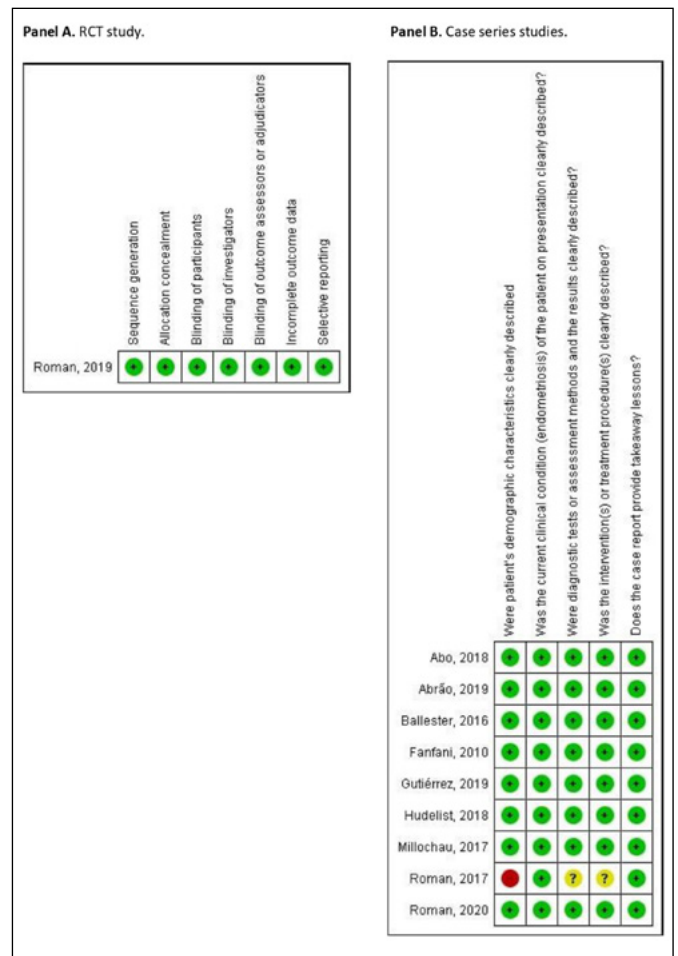 Panel A. RCT study.
Sequence generation
Allocation concealment
Blinding of participants
Blinding of investigators
Blinding of outcome assessors or adjudicators
Incomplete outcome data
Selective reporting
Roman, 2019
+ + + + + + +
Panel B. Case series studies.
Were patient's demographic characteristics clearly described
Was the current clinical condition (endometriosis) of the patient on presentation clearly described?
Were diagnostic tests or assessment methods and the results clearly described?
Was the intervention(s) or treatment procedure(s) clearly described?
Does the case report provide takeaway lessons?
Abo, 2018 + + + + +
Abrão, 2019 + + + + +
Ballester, 2016 + + + + +
Fanfani, 2010 + + + + +
Gutiérrez, 2019 + + + + +
Hudelist, 2018 + + + + +
Millochau, 2017 + + + + +
Roman, 2017 + ? ? +
Roman, 2020 + + + + +